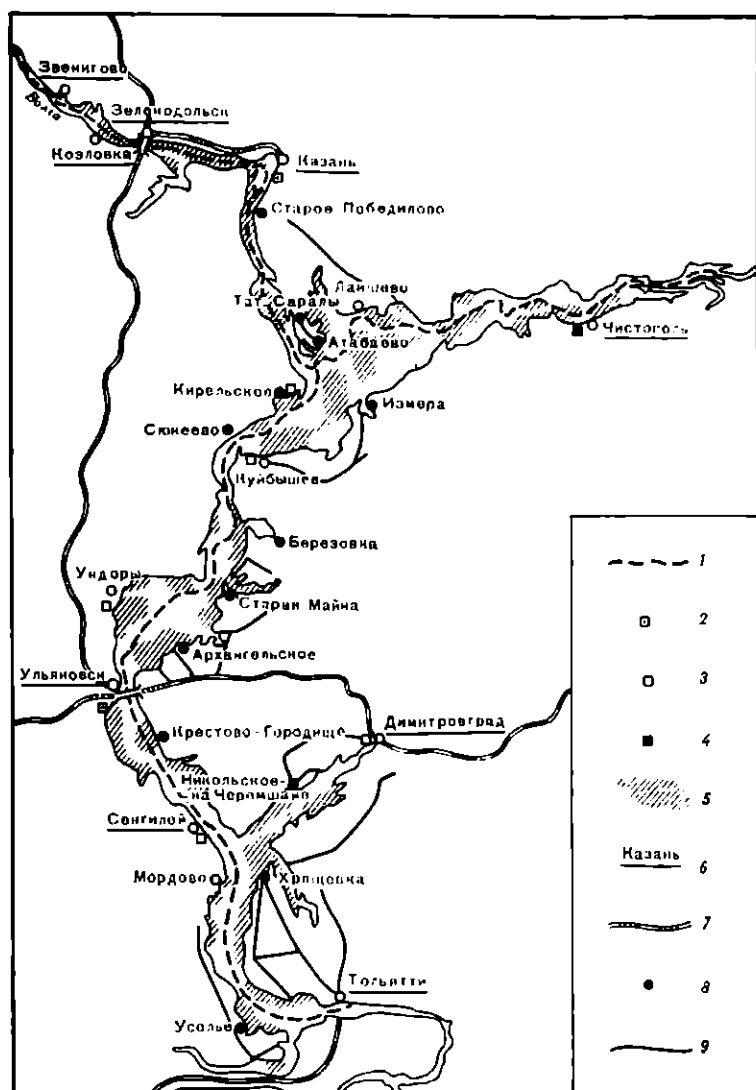 Звенигово
Волга
Зеленодольск
Козловка
Казань
Старое Победилово
Лаишево
Тат. Саралы
Атабаево
Чистополь
Кирельское
Измера
Сюкеево
Куйбышев
Березовка
Ундоры
Старая Майна
Архангельское
Ульяновск
Крестово-Городище
Димитровград
Никольское-
на Черемшане
Сенгилей
Мордово
Хрящевка
Тольятти
Усолье
1
2
3
4
5
Казань 6
7
8
9